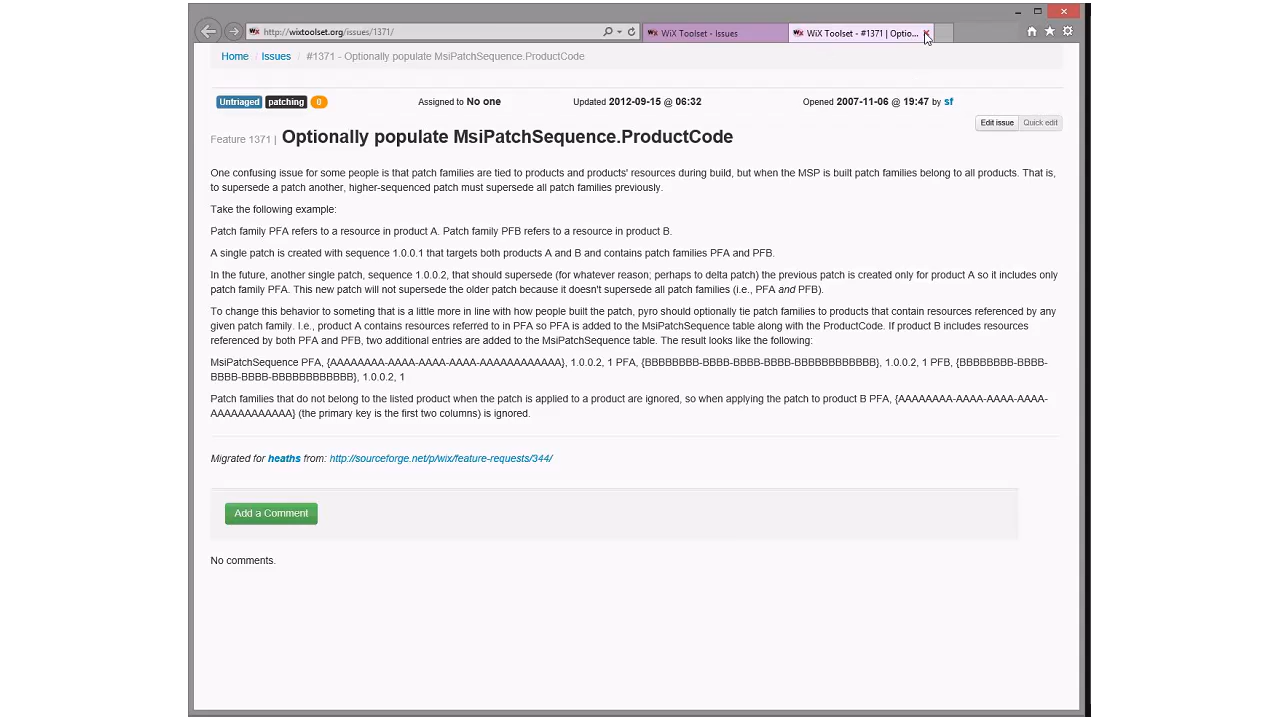 http://wixtoolset.org/issues/1371/
WiX Toolset - Issues
WiX Toolset - #1371 | Optio...
Home / Issues / #1371 - Optionally populate MsiPatchSequence.ProductCode
Untriaged patching 0 Assigned to No one Updated 2012-09-15 @ 06:32 Opened 2007-11-06 @ 19:47 by sf
Edit issue Quick edit
Feature 1371 | Optionally populate MsiPatchSequence.ProductCode
One confusing issue for some people is that patch families are tied to products and products' resources during build, but when the MSP is built patch families belong to all products. That is,
to supersede a patch another, higher-sequenced patch must supersede all patch families previously.
Take the following example:
Patch family PFA refers to a resource in product A. Patch family PFB refers to a resource in product B.
A single patch is created with sequence 1.0.0.1 that targets both products A and B and contains patch families PFA and PFB.
In the future, another single patch, sequence 1.0.0.2, that should supersede (for whatever reason; perhaps to delta patch) the previous patch is created only for product A so it includes only
patch family PFA. This new patch will not supersede the older patch because it doesn't supersede all patch families (i.e., PFA and PFB).
To change this behavior to someting that is a little more in line with how people built the patch, pyro should optionally tie patch families to products that contain resources referenced by any
given patch family. I.e., product A contains resources referred to in PFA so PFA is added to the MsiPatchSequence table along with the ProductCode. If product B includes resources
referenced by both PFA and PFB, two additional entries are added to the MsiPatchSequence table. The result looks like the following:
MsiPatchSequence PFA, {AAAAAAAA-AAAA-AAAA-AAAA-AAAAAAAAAAAA}, 1.0.0.2, 1 PFA, {BBBBBBBB-BBBB-BBBB-BBBB-BBBBBBBBBBBB}, 1.0.0.2, 1 PFB, {BBBBBBBB-BBBB-
BBBB-BBBB-BBBBBBBBBBBB}, 1.0.0.2, 1
Patch families that do not belong to the listed product when the patch is applied to a product are ignored, so when applying the patch to product B PFA, {AAAAAAAA-AAAA-AAAA-AAAA-
AAAAAAAAAAAA} (the primary key is the first two columns) is ignored.
Migrated for heaths from: http://sourceforge.net/p/wix/feature-requests/344/
Add a Comment
No comments.